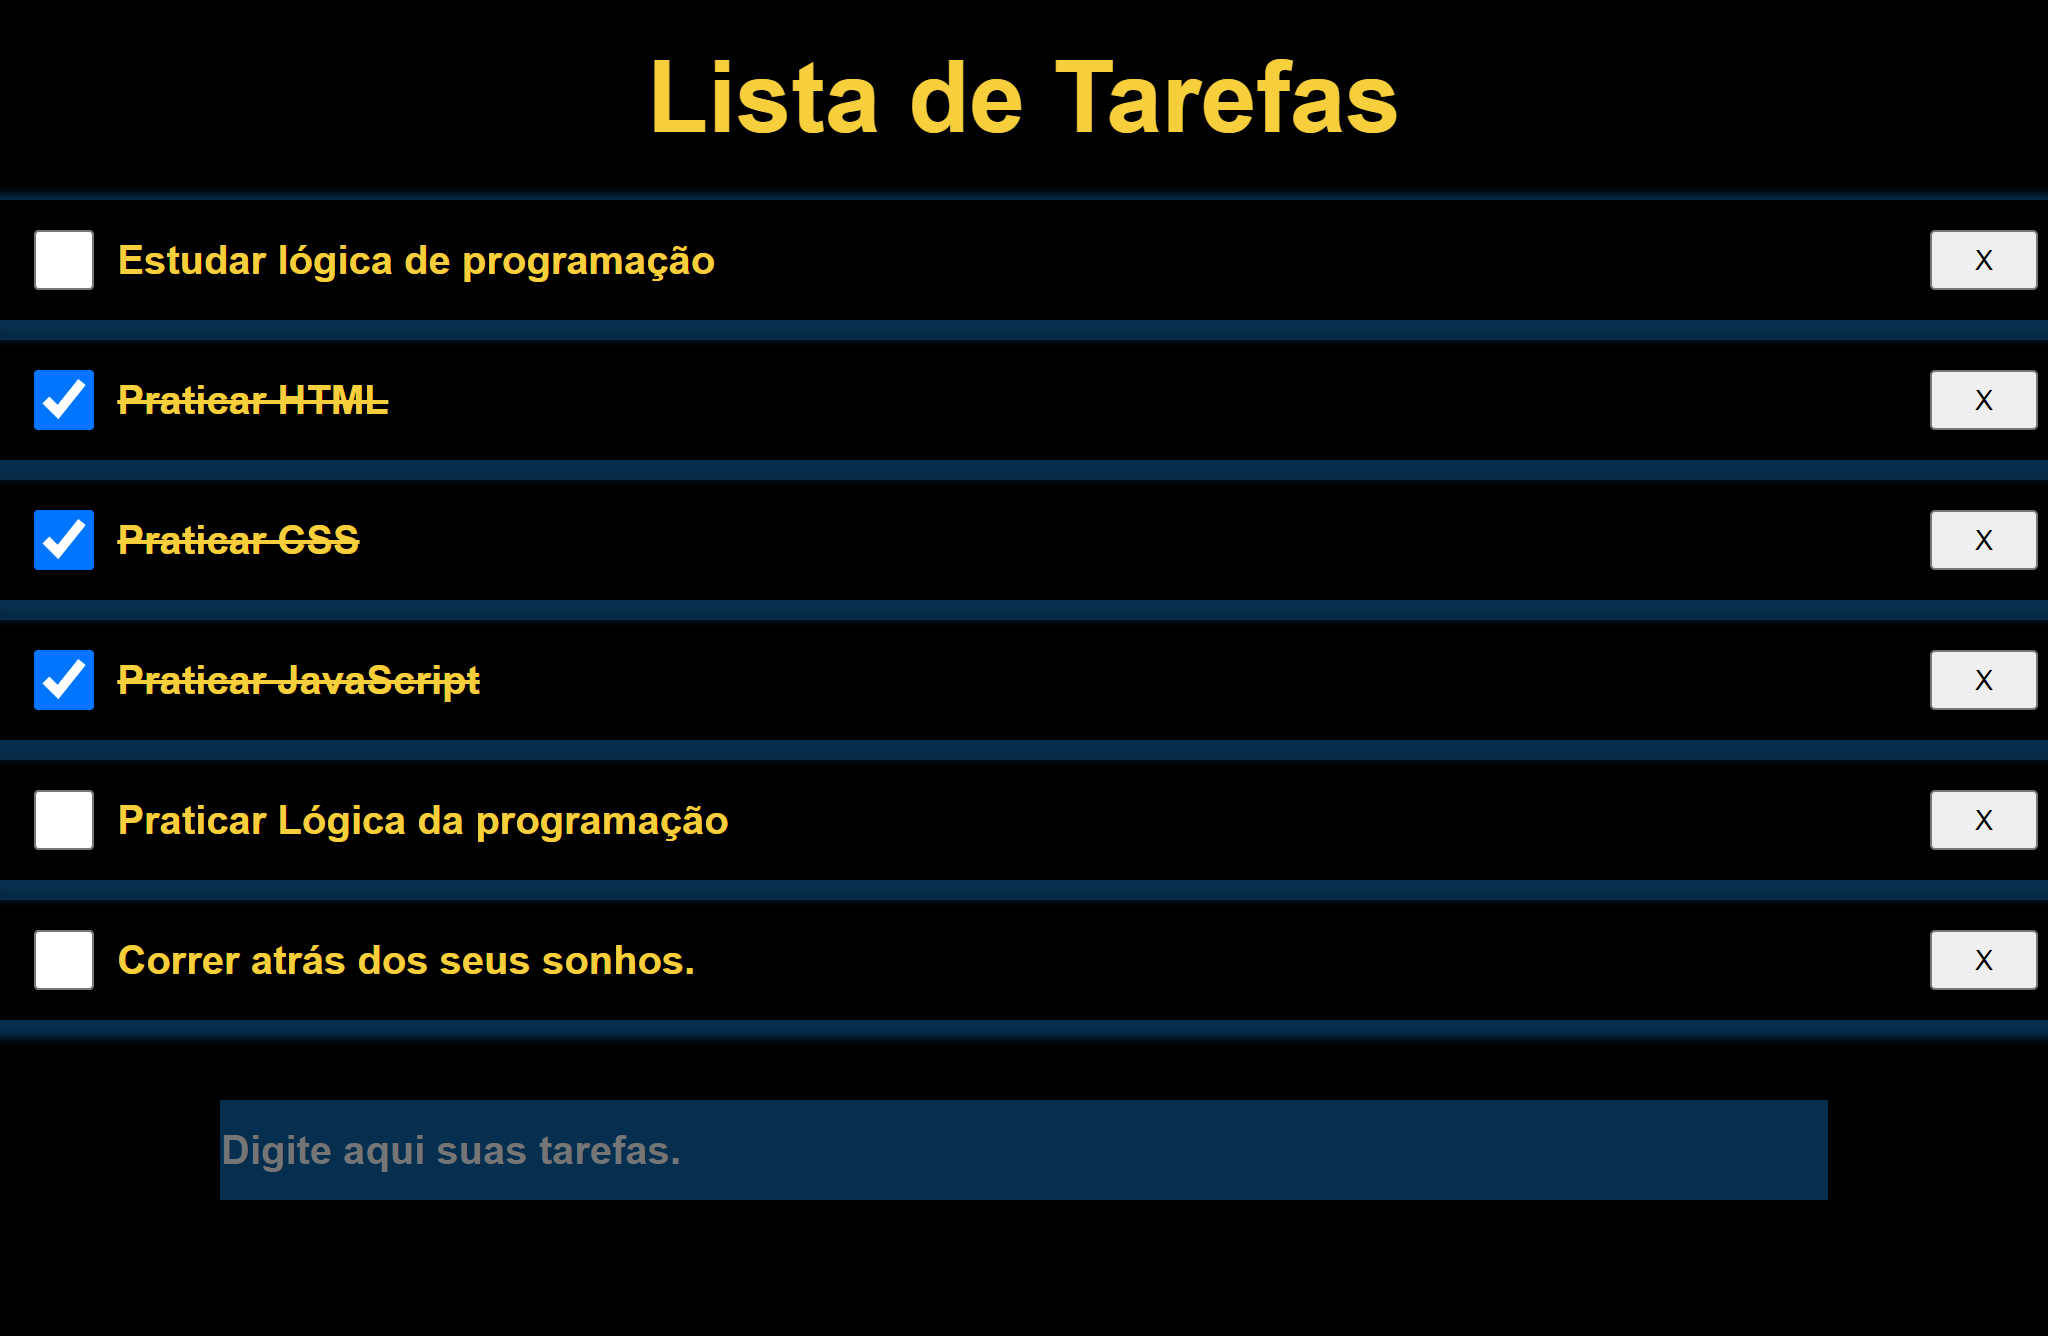 Lista de Tarefas
Estudar lógica de programação X
Praticar HTML X
Praticar CSS X
Praticar JavaScript X
Praticar Lógica da programação X
Correr atrás dos seus sonhos. X
Digite aqui suas tarefas.